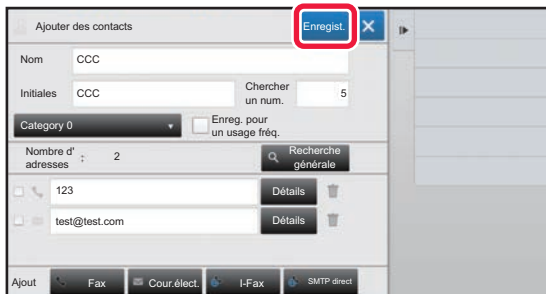 Ajouter des contacts
Enregist.
Nom
CCC
Initiales
CCC
Chercher
un num.
5
Category 0
Enreg. pour
un usage fréq.
Nombre d'
adresses
:
2
Recherche
générale
123
Détails
test@test.com
Détails
Ajout
Fax
Cour.élect.
I-Fax
SMTP direct